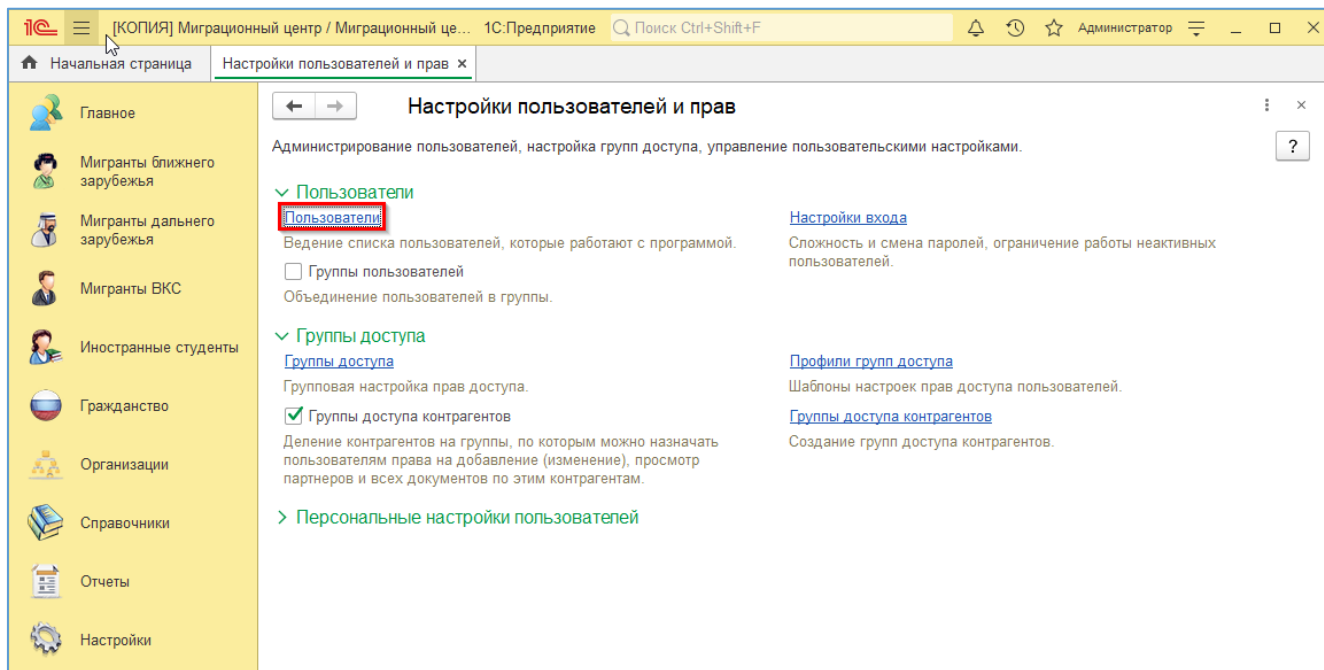 1С [КОПИЯ] Миграционный центр / Миграционный це... 1С:Предприятие Поиск Ctrl+Shift+F Администратор
Начальная страница Настройки пользователей и прав ×
Главное
Мигранты ближнего
зарубежья
Мигранты дальнего
зарубежья
Мигранты ВКС
Иностранные студенты
Гражданство
Организации
Справочники
Отчеты
Настройки
Настройки пользователей и прав
Администрирование пользователей, настройка групп доступа, управление пользовательскими настройками.
?
Пользователи
Пользователи
Ведение списка пользователей, которые работают с программой.
Группы пользователей
Объединение пользователей в группы.
Настройки входа
Сложность и смена паролей, ограничение работы неактивных
пользователей.
Группы доступа
Группы доступа
Групповая настройка прав доступа.
Группы доступа контрагентов
Деление контрагентов на группы, по которым можно назначать
пользователям права на добавление (изменение), просмотр
партнеров и всех документов по этим контрагентам.
Профили групп доступа
Шаблоны настроек прав доступа пользователей.
Группы доступа контрагентов
Создание групп доступа контрагентов.
Персональные настройки пользователей